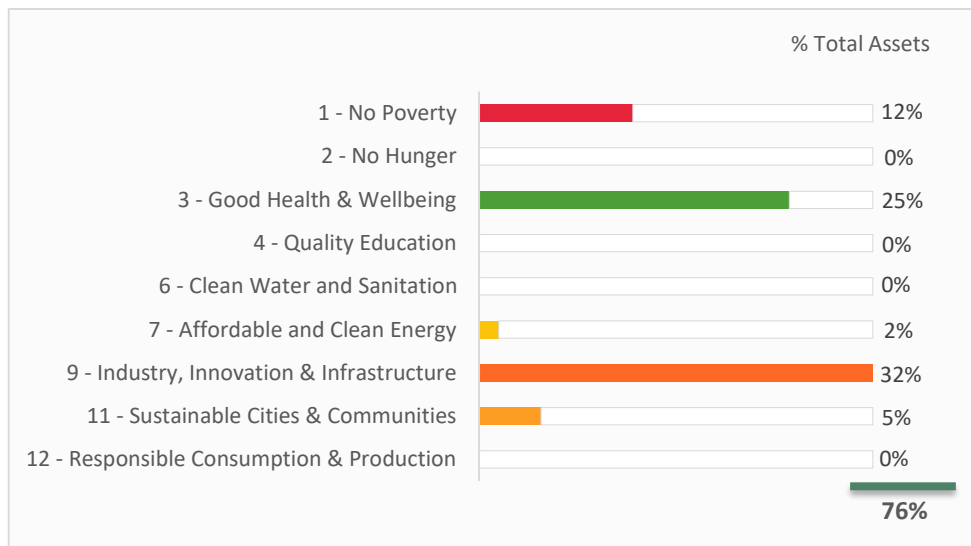 % Total Assets
1 - No Poverty 12%
2 - No Hunger 0%
3 - Good Health & Wellbeing 25%
4 - Quality Education 0%
6 - Clean Water and Sanitation 0%
7 - Affordable and Clean Energy 2%
9 - Industry, Innovation & Infrastructure 32%
11 - Sustainable Cities & Communities 5%
12 - Responsible Consumption & Production 0%
76%